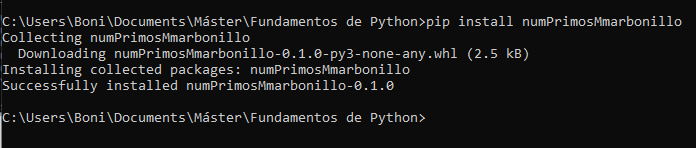 C:\Users\Boni\Documents\Máster\Fundamentos de Python>pip install numPrimosMmarbonillo
Collecting numPrimosMmarbonillo
  Downloading numPrimosMmarbonillo-0.1.0-py3-none-any.whl (2.5 kB)
Installing collected packages: numPrimosMmarbonillo
Successfully installed numPrimosMmarbonillo-0.1.0
C:\Users\Boni\Documents\Máster\Fundamentos de Python>